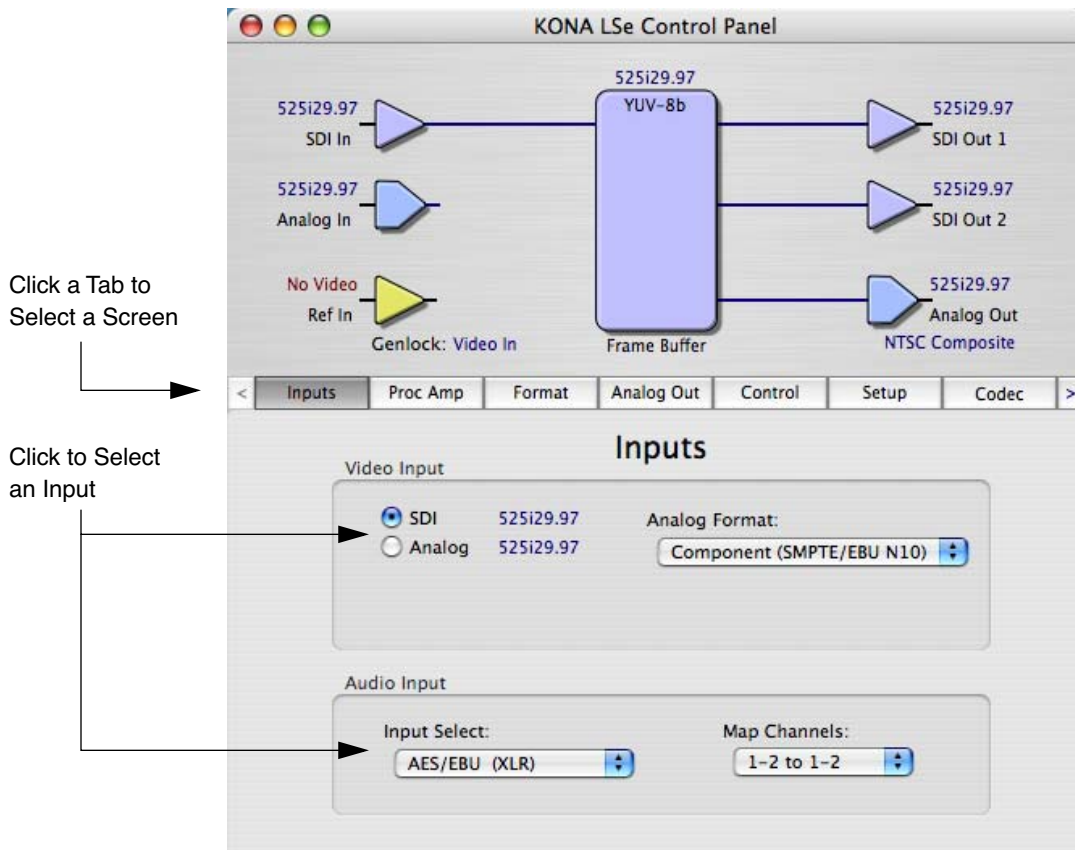 KONA LSe Control Panel
525i29.97
YUV-8b
525i29.97
SDI In
525i29.97
SDI Out 1
525i29.97
Analog In
525i29.97
SDI Out 2
Click a Tab to
Select a Screen
No Video
Ref In
525i29.97
Analog Out
Genlock: Video In
Frame Buffer
NTSC Composite
< Inputs Proc Amp Format Analog Out Control Setup Codec >
Click to Select
an Input
Inputs
Video Input
SDI 525i29.97
Analog 525i29.97
Analog Format:
Component (SMPTE/EBU N10)
Audio Input
Input Select:
AES/EBU (XLR)
Map Channels:
1-2 to 1-2